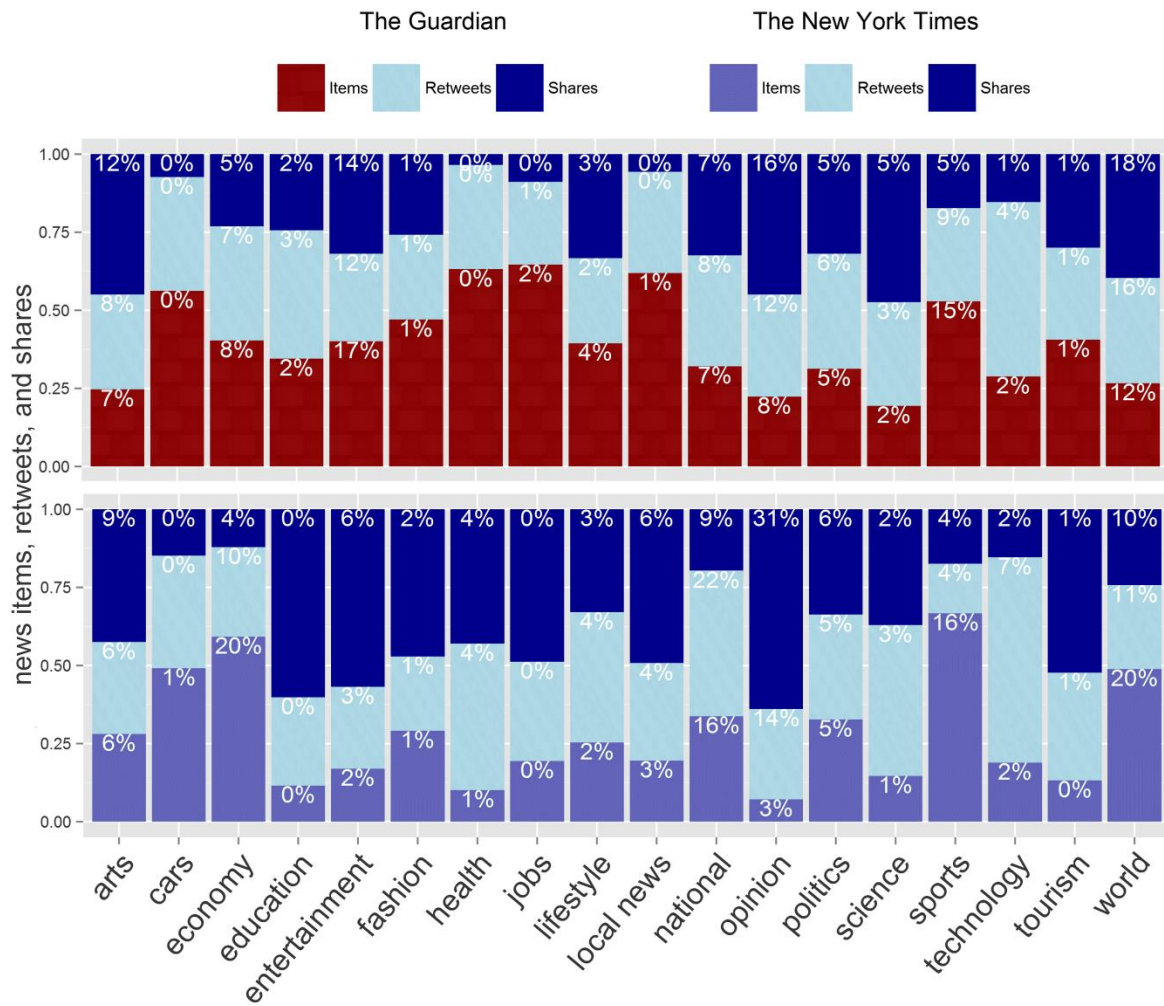 The Guardian The New York Times
Items Retweets Shares Items Retweets Shares
news items, retweets, and shares
1.00
0.75
0.50
0.25
0.00
12% 0% 5% 2% 14% 1% 0% 0% 3% 0% 7% 16% 5% 5% 5% 1% 1% 18%
8% 0% 7% 3% 12% 1% 0% 1% 2% 0% 8% 12% 6% 3% 9% 4% 1% 16%
7% 0% 8% 2% 17% 1% 0% 2% 4% 1% 7% 8% 5% 2% 15% 2% 1% 12%
1.00
0.75
0.50
0.25
0.00
9% 0% 4% 0% 6% 2% 4% 0% 3% 6% 9% 31% 6% 2% 4% 2% 1% 10%
6% 0% 10% 0% 3% 1% 4% 0% 4% 4% 22% 14% 5% 3% 4% 7% 1% 11%
6% 1% 20% 0% 2% 1% 1% 0% 2% 3% 16% 3% 5% 1% 16% 2% 0% 20%
arts cars economy education entertainment fashion health jobs lifestyle local news national opinion politics science sports technology tourism world